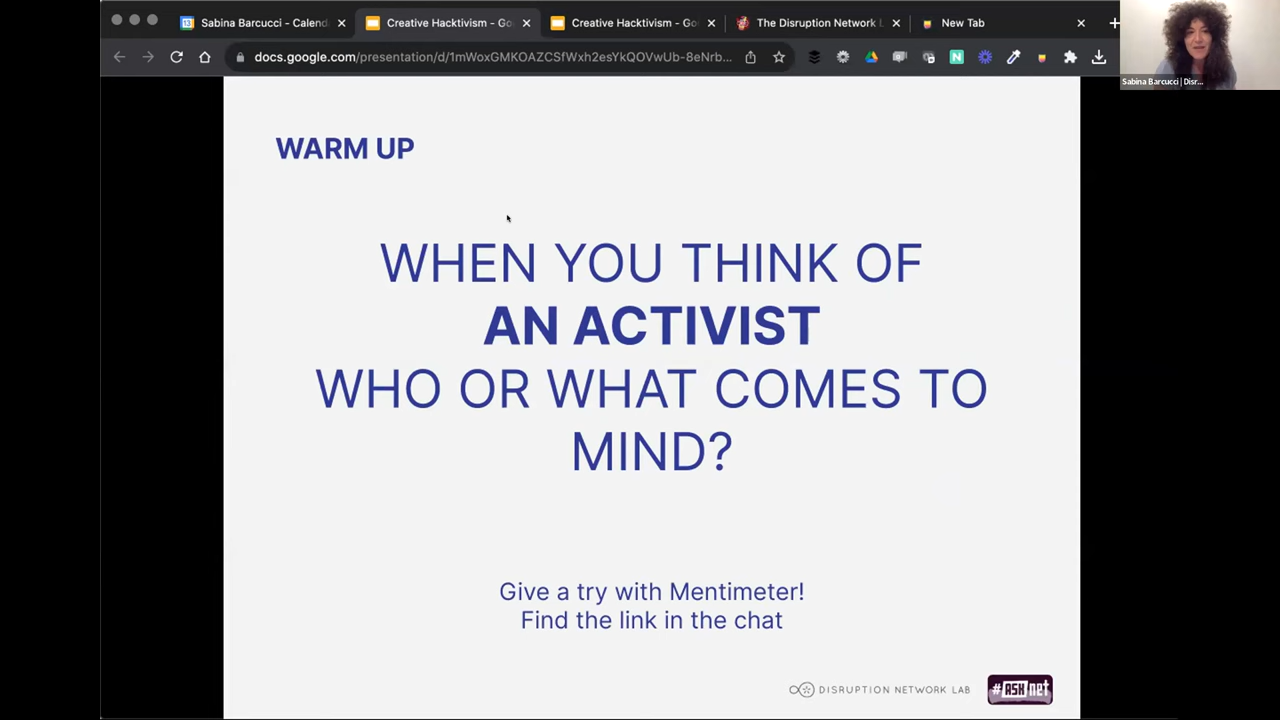 Sabina Barcucci - Calend
Creative Hacktivism - Go
Creative Hacktivism - Go
The Disruption Network L
New Tab
docs.google.com/presentation/d/1mWoxGMKOAZCSfWxh2esYkQOVwUb-8eNrb...
Sabina Barcucci | Disr...
WARM UP
WHEN YOU THINK OF
AN ACTIVIST
WHO OR WHAT COMES TO
MIND?
Give a try with Mentimeter!
Find the link in the chat
DISRUPTION NETWORK LAB
#ASKnet